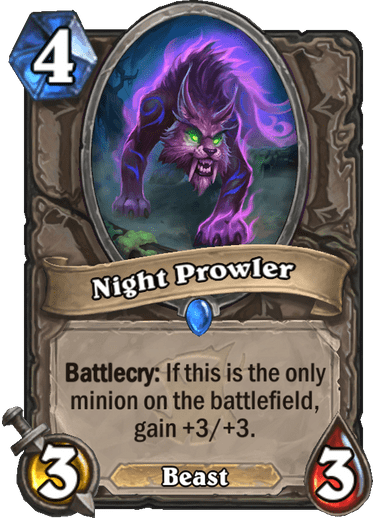 4
Night Prowler
Battlecry: If this is the only
minion on the battlefield,
gain +3/+3.
3
Beast
3